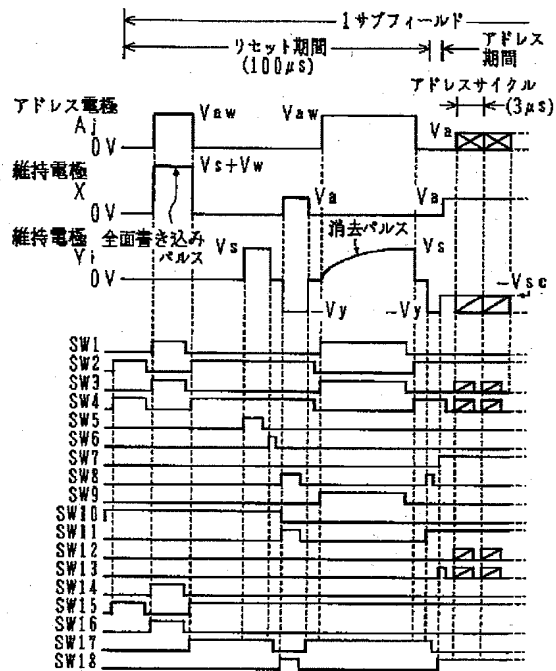 1サブフィールド
リセット期間
(100μs)
アドレス
期間
アドレスサイクル
(3μs)
アドレス電極
Aj
0V
Vaw
Vaw
Va
維持電極
X
0V
Vs+Vw
Va
Va
全面書き込み
パルス
維持電極
Yi
0V
Vs
消去パルス
Vs
-Vsc
-Vy
-Vy
SW1
SW2
SW3
SW4
SW5
SW6
SW7
SW8
SW9
SW10
SW11
SW12
SW13
SW14
SW15
SW16
SW17
SW18